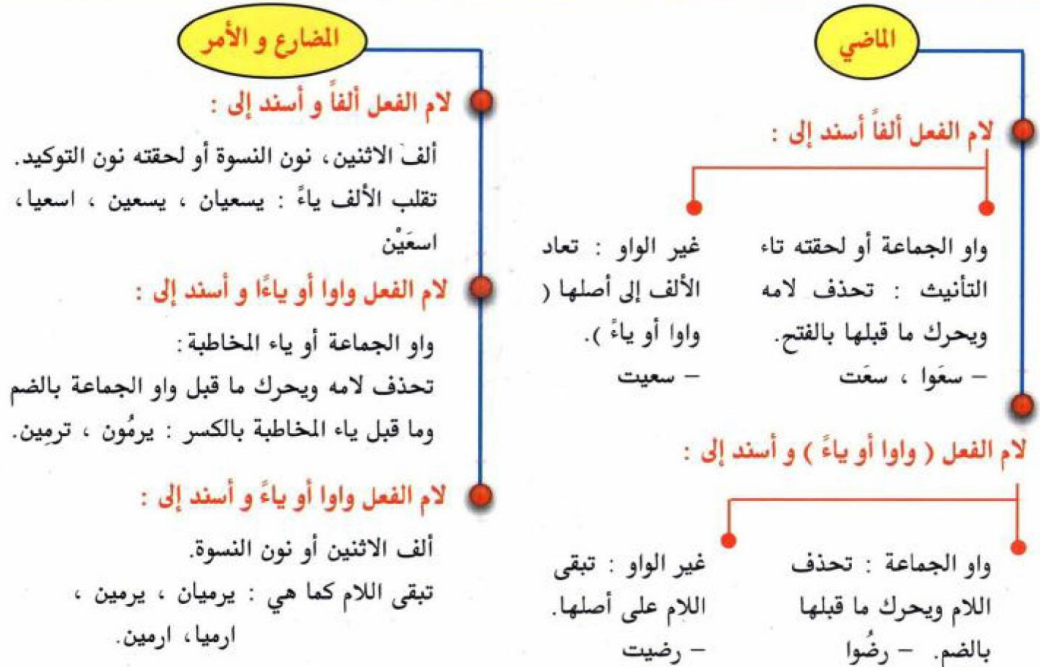 الماضي
لام الفعل ألفاً أسند إلى :
واو الجماعة أو لحقته تاء
التأنيث : تحذف لامه
ويحرك ما قبلها بالفتح.
– سعَوا ، سعَت
غير الواو : تعاد
الألف إلى أصلها (
واوا أو ياءً ).
– سعيت
لام الفعل ( واوا أو ياءً ) و أسند إلى :
واو الجماعة : تحذف
اللام ويحرك ما قبلها
بالضم. – رضُوا
غير الواو : تبقى
اللام على أصلها.
– رضيت
المضارع و الأمر
لام الفعل ألفاً و أسند إلى :
ألف الاثنين، نون النسوة أو لحقته نون التوكيد.
تقلب الألف ياءً : يسعيان ، يسعين ، اسعيا،
اسعَيْن
لام الفعل واوا أو ياءًا و أسند إلى :
واو الجماعة أو ياء المخاطبة:
تحذف لامه ويحرك ما قبل واو الجماعة بالضم
وما قبل ياء المخاطبة بالكسر : يرمُون ، ترمِين.
لام الفعل واوا أو ياءً و أسند إلى :
ألف الاثنين أو نون النسوة.
تبقى اللام كما هي : يرميان ، يرمين ،
ارميا، ارمين.